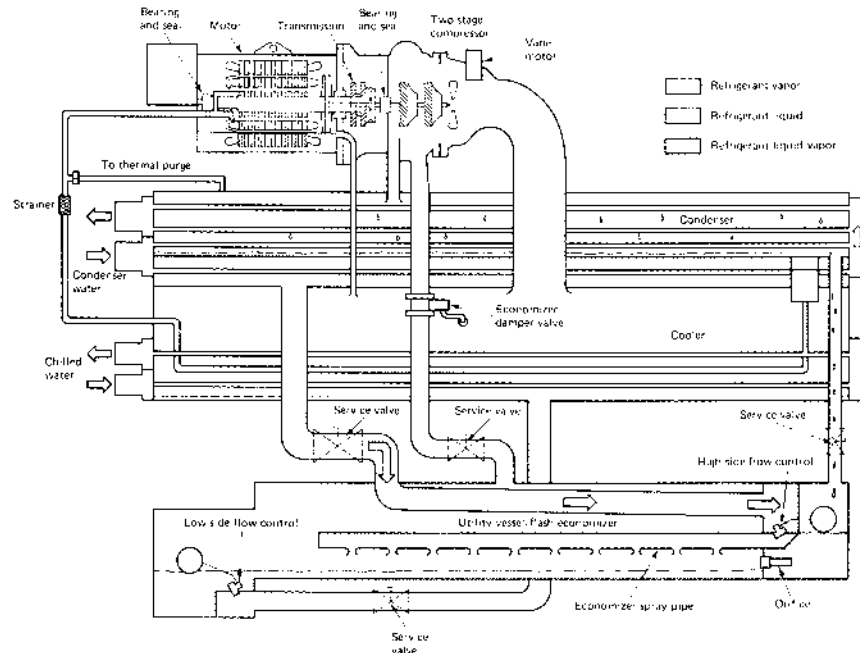 Bearing
and seal
Motor
Transmission
Bearing
and seal
Two stage
compressor
Vane
motor
Refrigerant vapor
Refrigerant liquid
Refrigerant liquid vapor
To thermal purge
Strainer
Condenser
Condenser
water
Economizer
damper valve
Cooler
Chilled
water
Service
valve
Service valve
Service valve
High side flow control
Low side flow control
Utility vessel flash economizer
Economizer spray pipe
Orifice
Service
valve